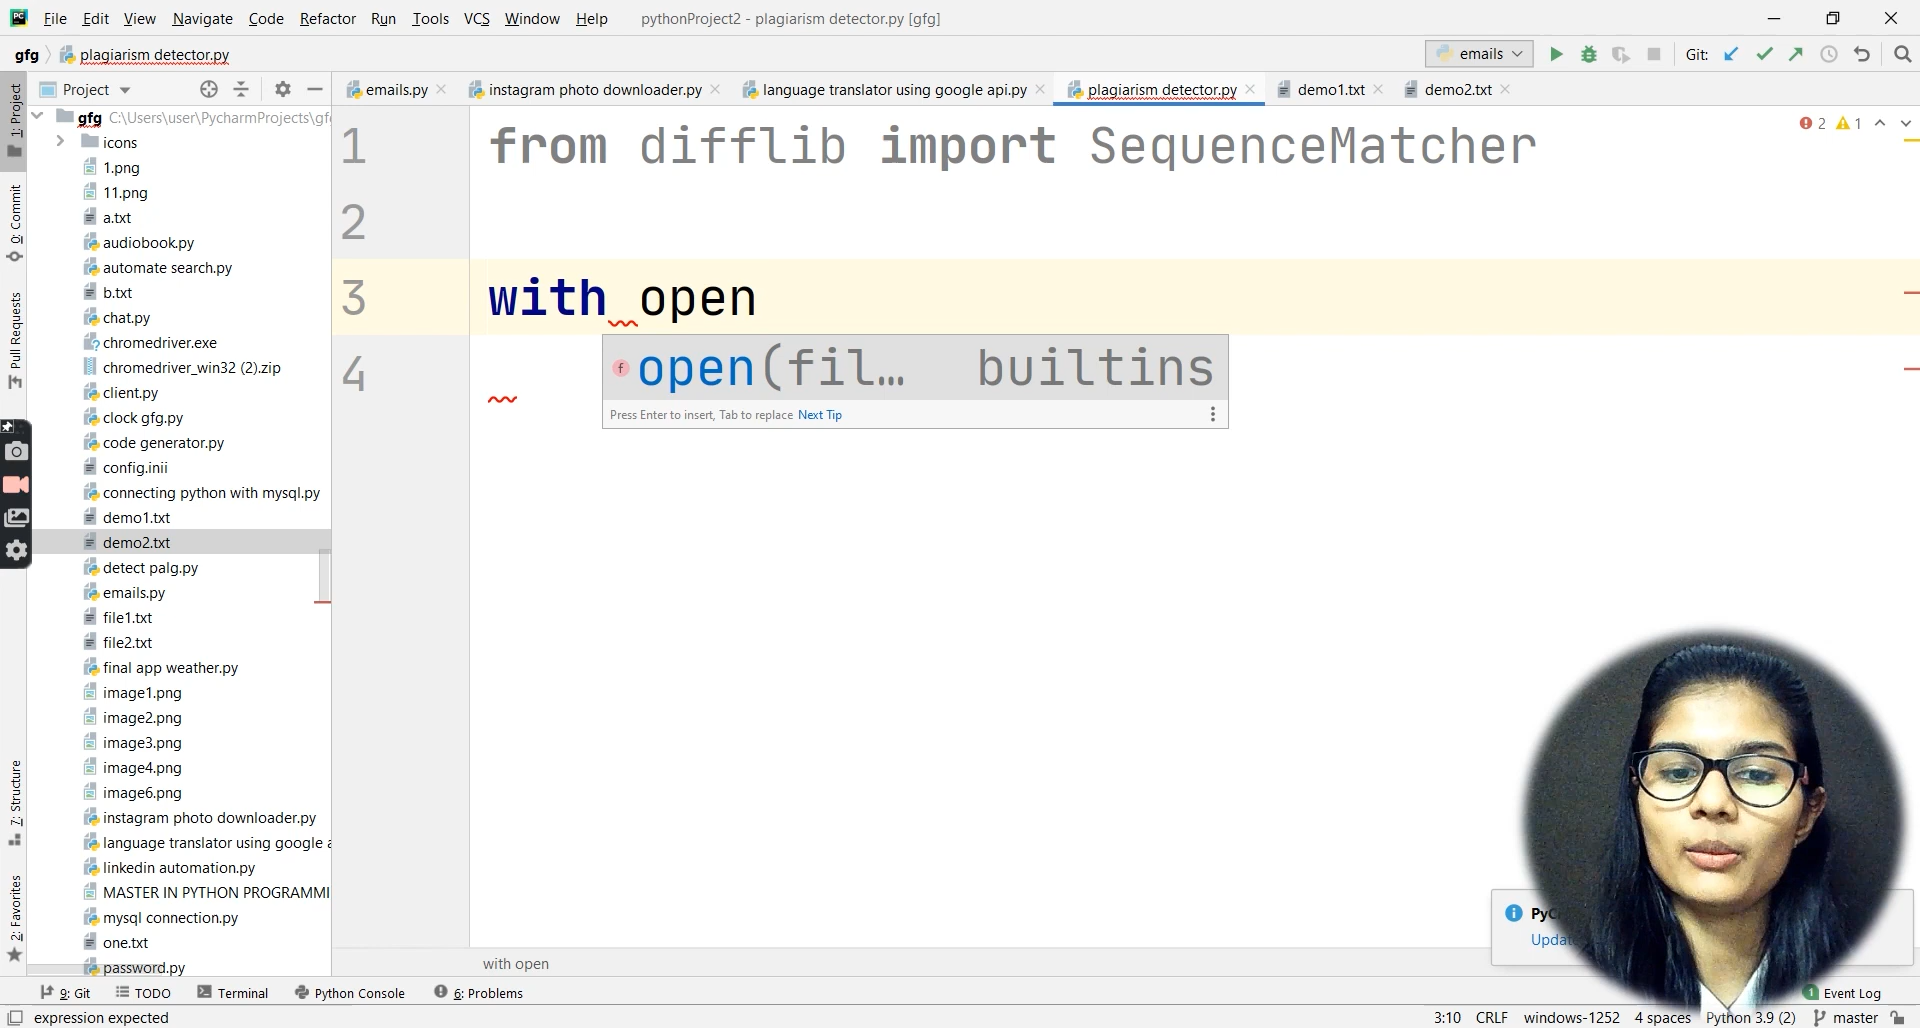 File Edit View Navigate Code Refactor Run Tools VCS Window Help pythonProject2 - plagiarism detector.py [gfg]
gfg plagiarism detector.py emails Git:
Project emails.py instagram photo downloader.py language translator using google api.py plagiarism detector.py demo1.txt demo2.txt
1: Project
0: Commit
Pull Requests
7: Structure
2: Favorites
gfg C:\Users\user\PycharmProjects\gf
icons
1.png
11.png
a.txt
audiobook.py
automate search.py
b.txt
chat.py
chromedriver.exe
chromedriver_win32 (2).zip
client.py
clock gfg.py
code generator.py
config.inii
connecting python with mysql.py
demo1.txt
demo2.txt
detect palg.py
emails.py
file1.txt
file2.txt
final app weather.py
image1.png
image2.png
image3.png
image4.png
image6.png
instagram photo downloader.py
language translator using google a
linkedin automation.py
MASTER IN PYTHON PROGRAMMI
mysql connection.py
one.txt
password.py
2 1
1 from difflib import SequenceMatcher
2
3 with open
4
f open(fil... builtins
Press Enter to insert, Tab to replace Next Tip
PyC
Updat
with open
9: Git TODO Terminal Python Console 6: Problems 1 Event Log
expression expected 3:10 CRLF windows-1252 4 spaces Python 3.9 (2) master